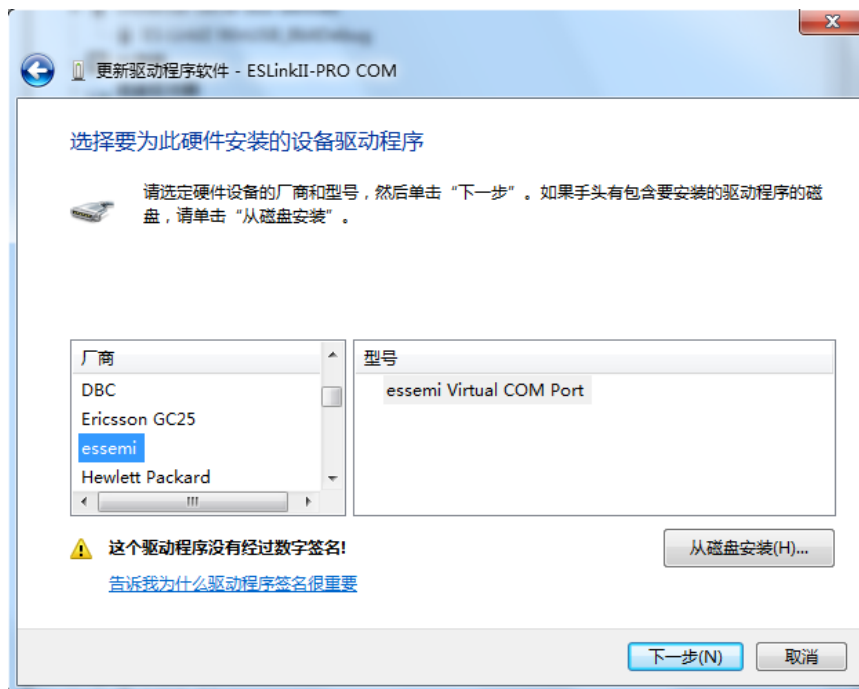 更新驱动程序软件 - ESLinkII-PRO COM
选择要为此硬件安装的设备驱动程序
请选定硬件设备的厂商和型号，然后单击“下一步”。如果手头有包含要安装的驱动程序的磁
盘，请单击“从磁盘安装”。
厂商
型号
DBC
essemi Virtual COM Port
Ericsson GC25
essemi
Hewlett Packard
这个驱动程序没有经过数字签名!
从磁盘安装(H)...
告诉我为什么驱动程序签名很重要
下一步(N)
取消